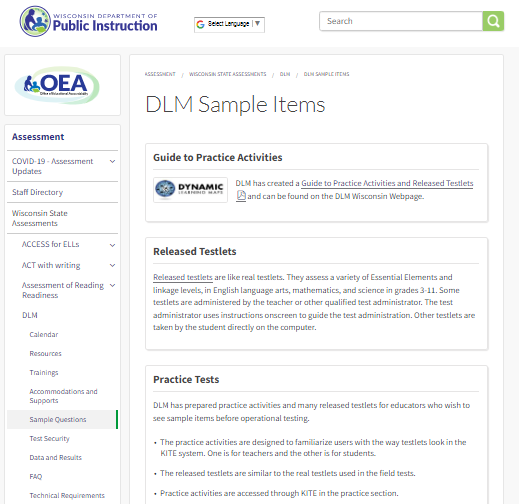 WISCONSIN DEPARTMENT OF
Public Instruction
Select Language
Search
OEA
Office of Educational Accountability
Assessment
COVID-19 - Assessment
Updates
Staff Directory
Wisconsin State
Assessments
ACCESS for ELLs
ACT with writing
Assessment of Reading
Readiness
DLM
Calendar
Resources
Trainings
Accommodations and
Supports
Sample Questions
Test Security
Data and Results
FAQ
Technical Requirements
ASSESSMENT / WISCONSIN STATE ASSESSMENTS / DLM / DLM SAMPLE ITEMS
DLM Sample Items
Guide to Practice Activities
DYNAMIC
LEARNING MAPS
DLM has created a Guide to Practice Activities and Released Testlets
and can be found on the DLM Wisconsin Webpage.
Released Testlets
Released testlets are like real testlets. They assess a variety of Essential Elements and
linkage levels, in English language arts, mathematics, and science in grades 3-11. Some
testlets are administered by the teacher or other qualified test administrator. The test
administrator uses instructions onscreen to guide the test administration. Other testlets are
taken by the student directly on the computer.
Practice Tests
DLM has prepared practice activities and many released testlets for educators who wish to
see sample items before operational testing.
• The practice activities are designed to familiarize users with the way testlets look in the
KITE system. One is for teachers and the other is for students.
• The released testlets are similar to the real testlets used in the field tests.
• Practice activities are accessed through KITE in the practice section.